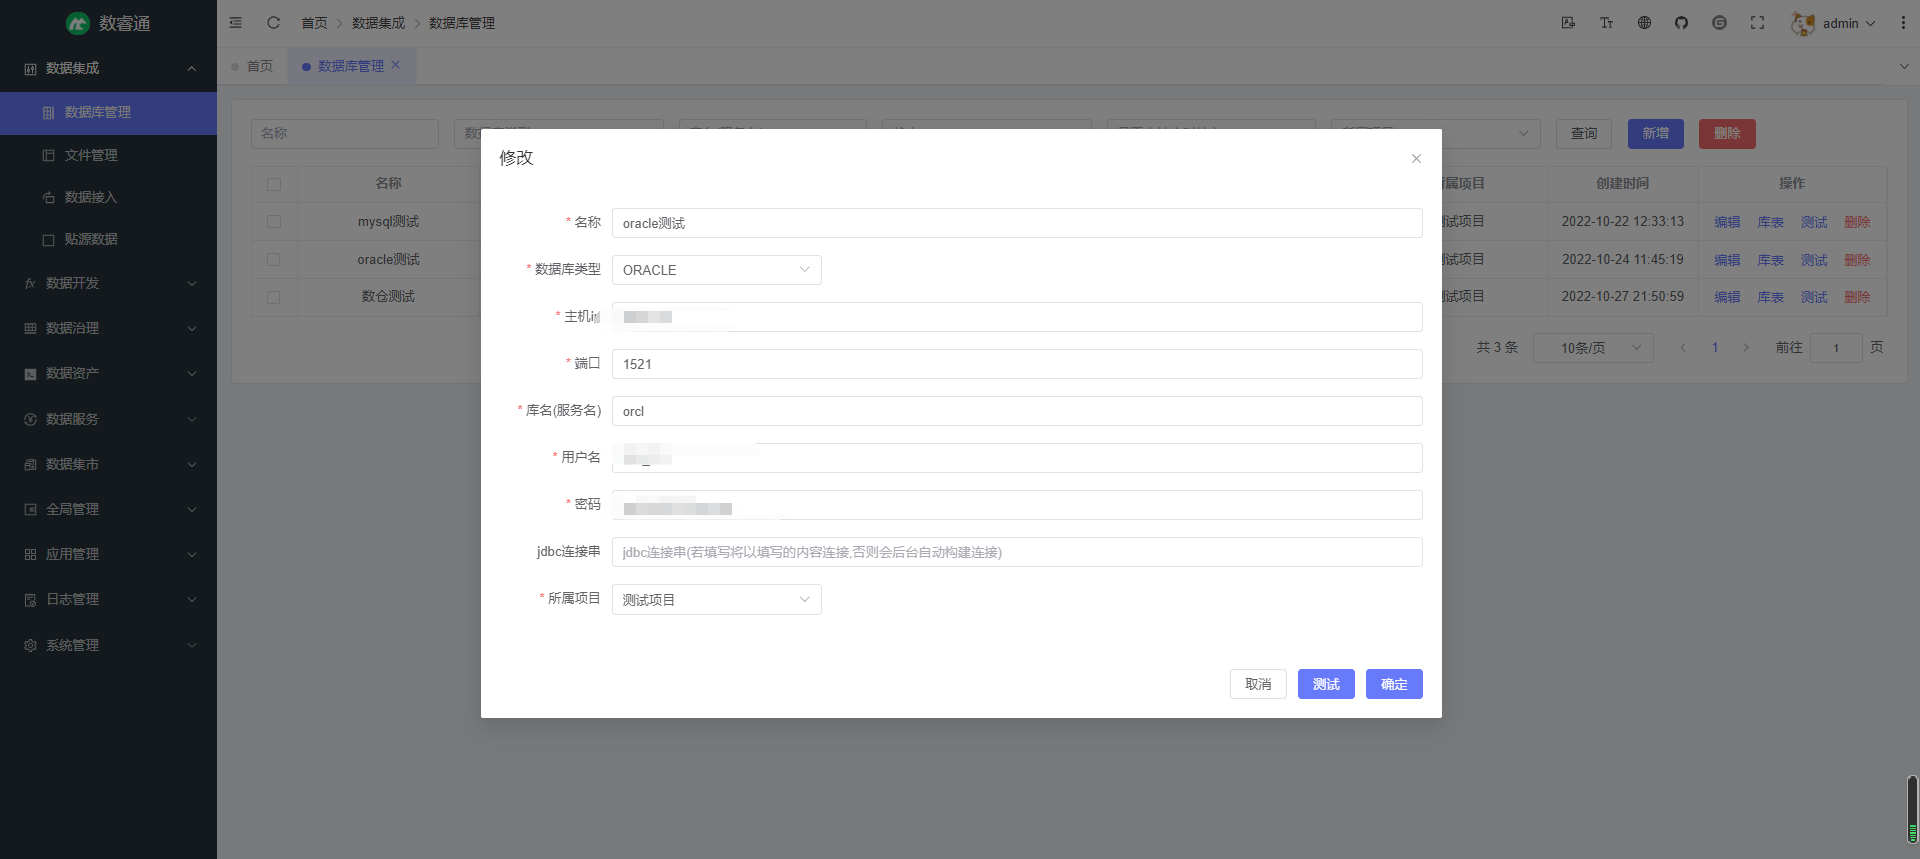 数睿通
首页 数据集成 数据库管理
admin
数据集成
数据库管理
文件管理
数据接入
贴源数据
数据开发
数据治理
数据资产
数据服务
数据集市
全局管理
应用管理
日志管理
系统管理
首页
数据库管理
名称
查询
新增
删除
名称
属项目
创建时间
操作
mysql测试
试项目
2022-10-22 12:33:13
编辑 库表 测试 删除
oracle测试
试项目
2022-10-24 11:45:19
编辑 库表 测试 删除
数仓测试
试项目
2022-10-27 21:50:59
编辑 库表 测试 删除
共 3 条
10条/页
1
前往 1 页
修改
* 名称 oracle测试
* 数据库类型 ORACLE
* 主机
* 端口 1521
* 库名(服务名) orcl
* 用户名
* 密码
jdbc连接串 jdbc连接串(若填写将以填写的内容连接,否则会后台自动构建连接)
* 所属项目 测试项目
取消 测试 确定